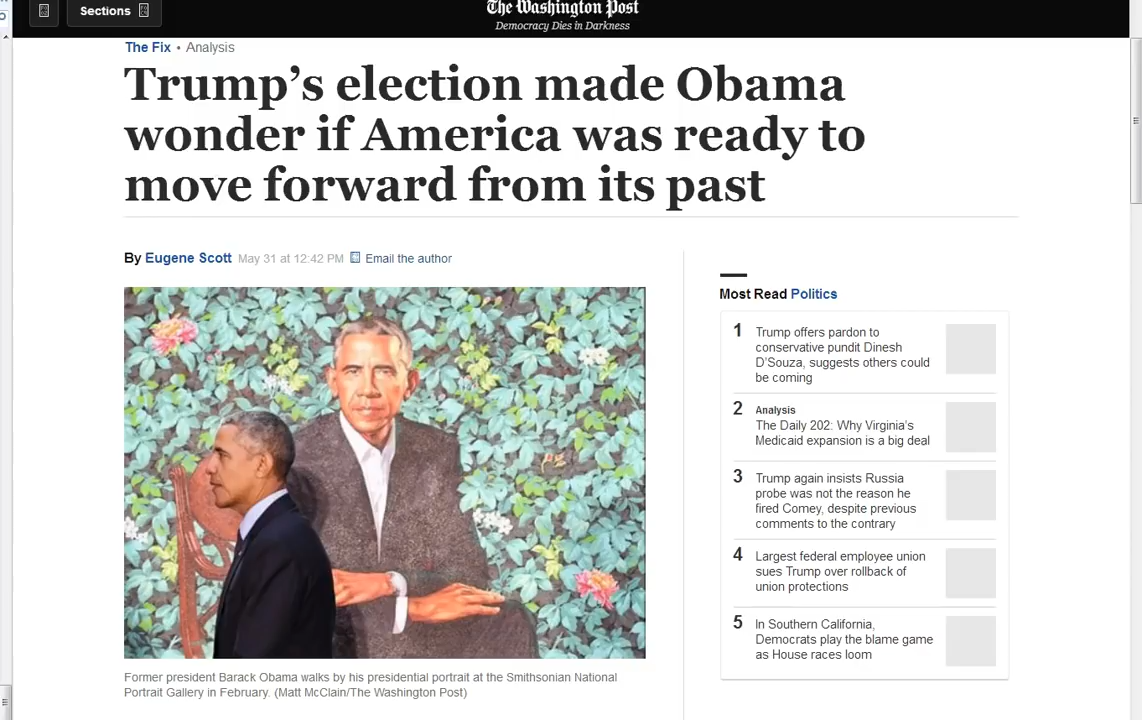 Sections
The Washington Post
Democracy Dies in Darkness
The Fix • Analysis
Trump’s election made Obama
wonder if America was ready to
move forward from its past
By Eugene Scott May 31 at 12:42 PM Email the author
Former president Barack Obama walks by his presidential portrait at the Smithsonian National
Portrait Gallery in February. (Matt McClain/The Washington Post)
Most Read Politics
1 Trump offers pardon to
conservative pundit Dinesh
D’Souza, suggests others could
be coming
2 Analysis
The Daily 202: Why Virginia’s
Medicaid expansion is a big deal
3 Trump again insists Russia
probe was not the reason he
fired Comey, despite previous
comments to the contrary
4 Largest federal employee union
sues Trump over rollback of
union protections
5 In Southern California,
Democrats play the blame game
as House races loom